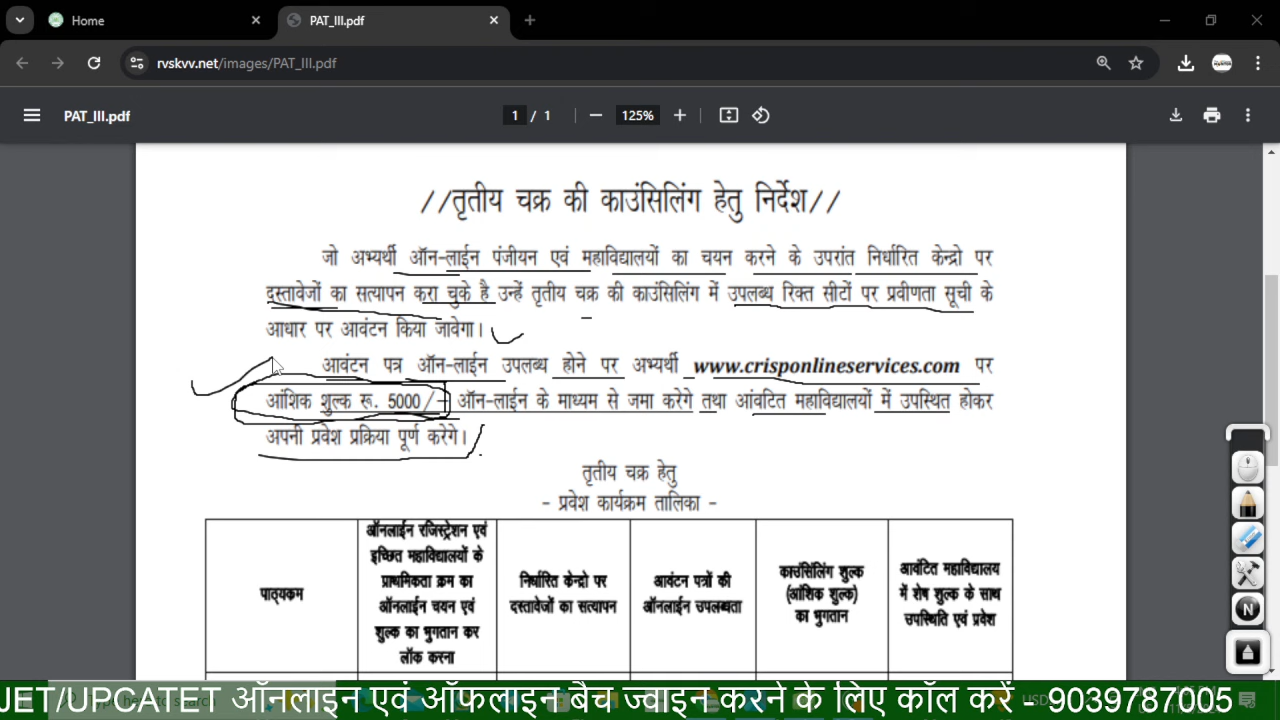 Home
PAT_III.pdf
rvskvv.net/images/PAT_III.pdf
PAT_III.pdf
1 / 1
125%
//तृतीय चक्र की काउंसिलिंग हेतु निर्देश//
जो अभ्यर्थी ऑन-लाईन पंजीयन एवं महाविद्यालयों का चयन करने के उपरांत निर्धारित केन्द्रो पर
दस्तावेजों का सत्यापन करा चुके है उन्हें तृतीय चक्र की काउंसिलिंग में उपलब्ध रिक्त सीटों पर प्रवीणता सूची के
आधार पर आवंटन किया जावेगा।
आवंटन पत्र ऑन-लाईन उपलब्ध होने पर अभ्यर्थी www.crisponlineservices.com पर
आंशिक शुल्क रू. 5000/- ऑन-लाईन के माध्यम से जमा करेगे तथा आंवटित महाविद्यालयों में उपस्थित होकर
अपनी प्रवेश प्रक्रिया पूर्ण करेगे।
तृतीय चक्र हेतु
- प्रवेश कार्यक्रम तालिका -
पाठ्यकम
ऑनलाईन रजिस्ट्रेशन एवं
इच्छित महाविद्यालयों के
प्राथमिकता क्रम का
ऑनलाईन चयन एवं
शुल्क का भुगतान कर
लॉक करना
निर्धारित केन्द्रो पर
दस्तावेजों का सत्यापन
आवंटन पत्रों की
ऑनलाईन उपलब्धता
काउंसिलिंग शुल्क
(आंशिक शुल्क)
का भुगतान
आवंटित महाविद्यालय
में शेष शुल्क के साथ
उपस्थिति एवं प्रवेश
N
JET/UPCATET ऑनलाइन एवं ऑफलाइन बैच ज्वाइन करने के लिए कॉल करें - 9039787005